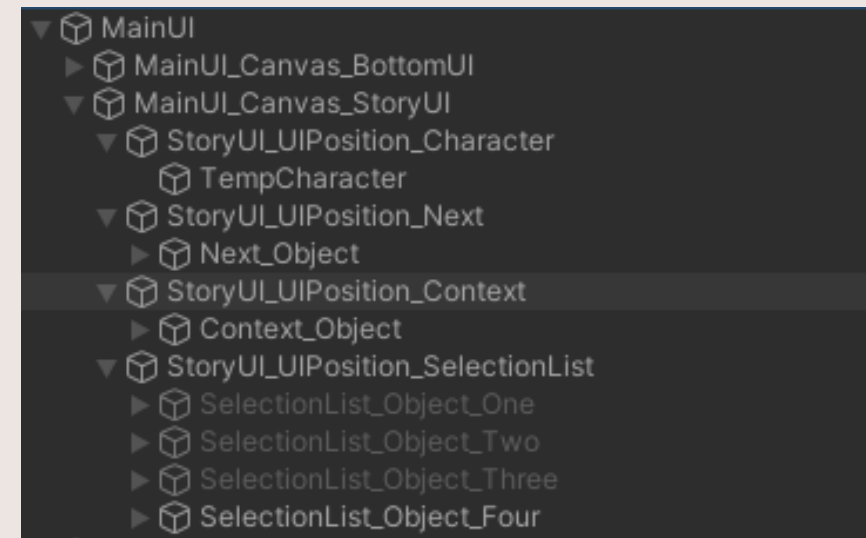 MainUI
MainUI_Canvas_BottomUI
MainUI_Canvas_StoryUI
StoryUI_UIPosition_Character
TempCharacter
StoryUI_UIPosition_Next
Next_Object
StoryUI_UIPosition_Context
Context_Object
StoryUI_UIPosition_SelectionList
SelectionList_Object_One
SelectionList_Object_Two
SelectionList_Object_Three
SelectionList_Object_Four